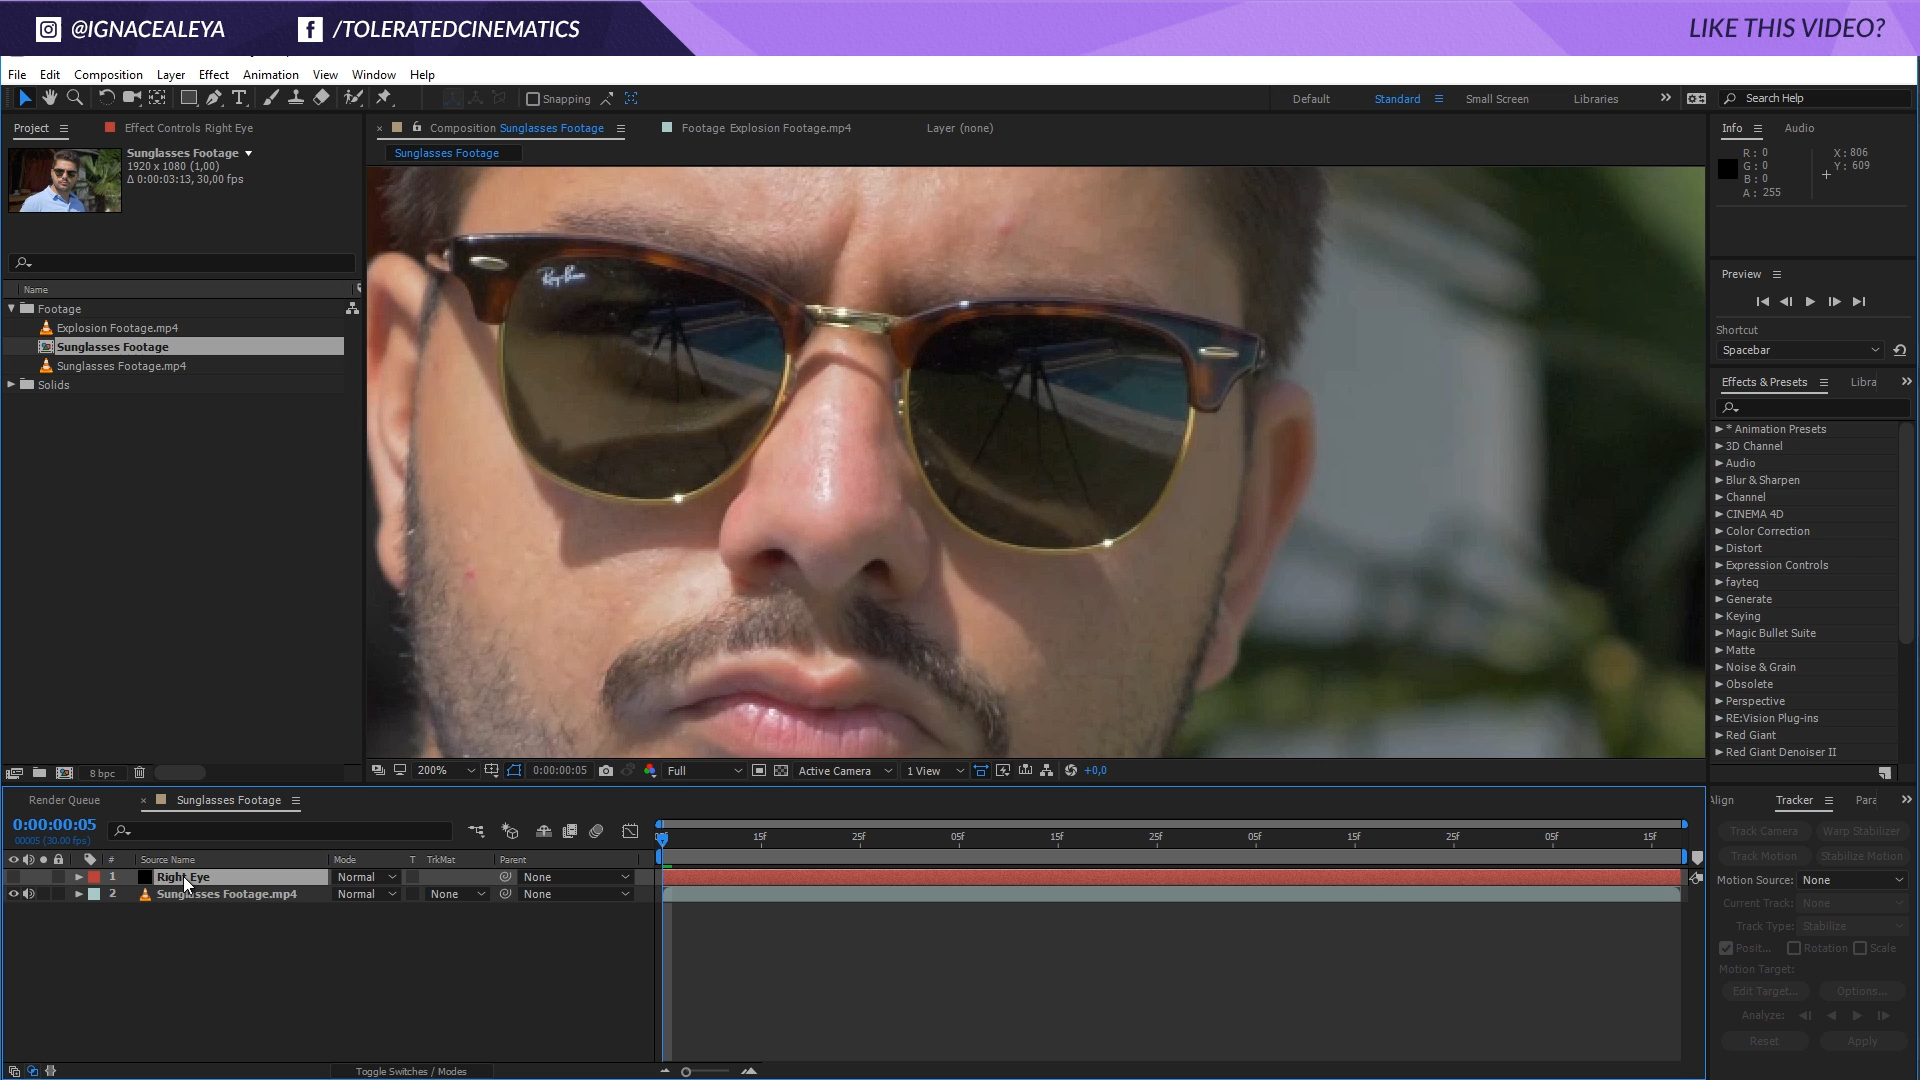 @IGNACEALEYA /TOLERATEDCINEMATICS LIKE THIS VIDEO?
File Edit Composition Layer Effect Animation View Window Help
Snapping Default Standard Small Screen Libraries Search Help
Project Effect Controls Right Eye
Sunglasses Footage
1920 x 1080 (1,00)
Δ 0:00:03:13, 30,00 fps
Name
Footage
Explosion Footage.mp4
Sunglasses Footage
Sunglasses Footage.mp4
Solids
8 bpc
Composition Sunglasses Footage Footage Explosion Footage.mp4 Layer (none)
Sunglasses Footage
Ray-Ban
200% 0:00:00:05 Full Active Camera 1 View +0,0
Info Audio
R: 0 X: 806
G: 0 Y: 609
B: 0
A: 255
Preview
Shortcut
Spacebar
Effects & Presets Libra
* Animation Presets
3D Channel
Audio
Blur & Sharpen
Channel
CINEMA 4D
Color Correction
Distort
Expression Controls
fayteq
Generate
Keying
Magic Bullet Suite
Matte
Noise & Grain
Obsolete
Perspective
RE:Vision Plug-ins
Red Giant
Red Giant Denoiser II
Render Queue Sunglasses Footage
0:00:00:05
00005 (30.00 fps)
15f 25f 05f 15f 25f 05f 15f 25f 05f 15f
# Source Name Mode T TrkMat Parent
1 Right Eye Normal None
2 Sunglasses Footage.mp4 Normal None None
Toggle Switches / Modes
Align Tracker Para
Track Camera Warp Stabilizer
Track Motion Stabilize Motion
Motion Source: None
Current Track: None
Track Type: Stabilize
Posit... Rotation Scale
Motion Target:
Edit Target... Options...
Analyze:
Reset Apply